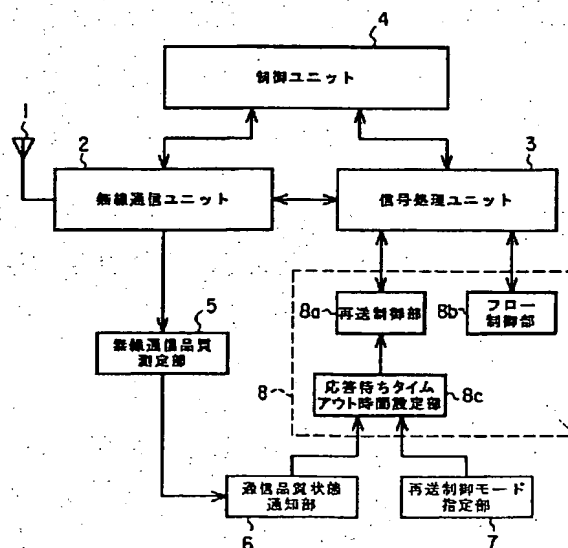 4
制御ユニット
1
2
3
無線通信ユニット
信号処理ユニット
5
無線通信品質
測定部
8a
再送制御部
8b
フロー
制御部
8
応答待ちタイム
アウト時間設定部
8c
通信品質状態
通知部
再送制御モード
指定部
6
7